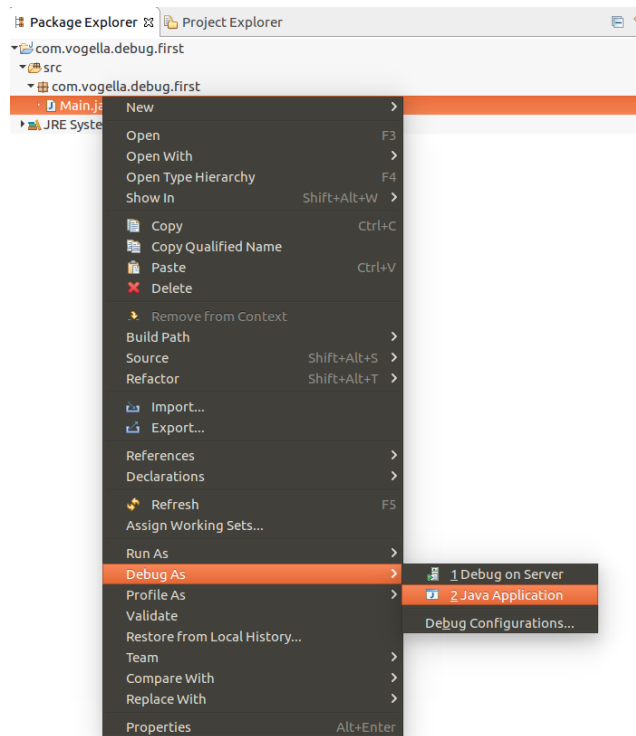 Package Explorer Project Explorer
com.vogella.debug.first
src
com.vogella.debug.first
Main.ja
JRE Syste
New
Open F3
Open With
Open Type Hierarchy F4
Show In Shift+Alt+W
Copy Ctrl+C
Copy Qualified Name
Paste Ctrl+V
Delete
Remove from Context
Build Path
Source Shift+Alt+S
Refactor Shift+Alt+T
Import...
Export...
References
Declarations
Refresh F5
Assign Working Sets...
Run As
Debug As 1 Debug on Server
Profile As 2 Java Application
Validate Debug Configurations...
Restore from Local History...
Team
Compare With
Replace With
Properties Alt+Enter